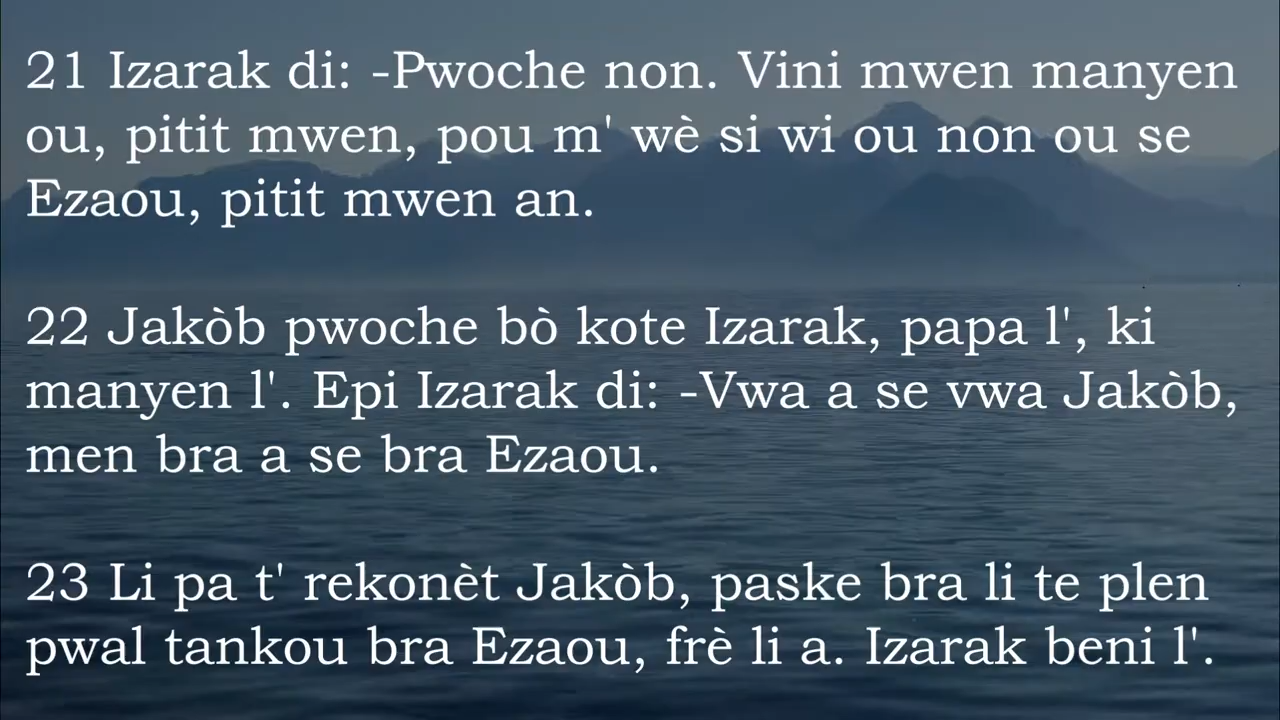 21 Izarak di: -Pwoche non. Vini mwen manyen
ou, pitit mwen, pou m' wè si wi ou non ou se
Ezaou, pitit mwen an.
22 Jakòb pwoche bò kote Izarak, papa l', ki
manyen l'. Epi Izarak di: -Vwa a se vwa Jakòb,
men bra a se bra Ezaou.
23 Li pa t' rekonèt Jakòb, paske bra li te plen
pwal tankou bra Ezaou, frè li a. Izarak beni l'.